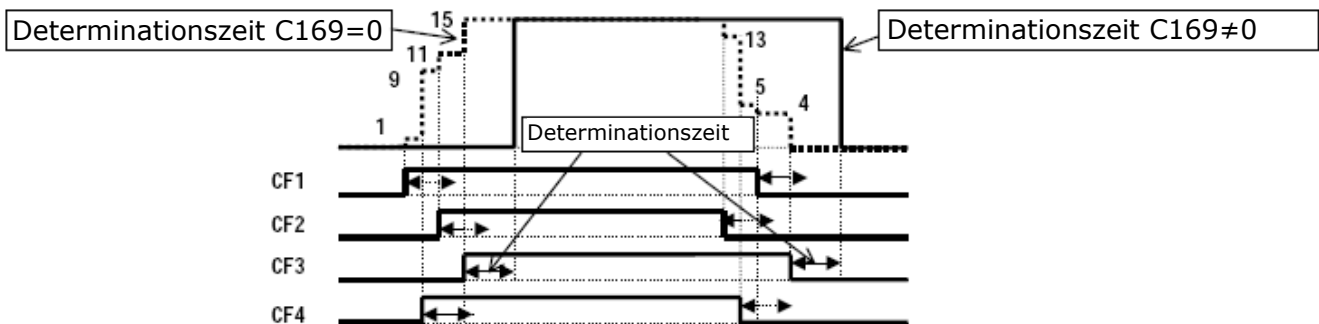 Determinationszeit C169=0
15
Determinationszeit C169≠0
13
11
9
5
4
1
Determinationszeit
CF1
CF2
CF3
CF4